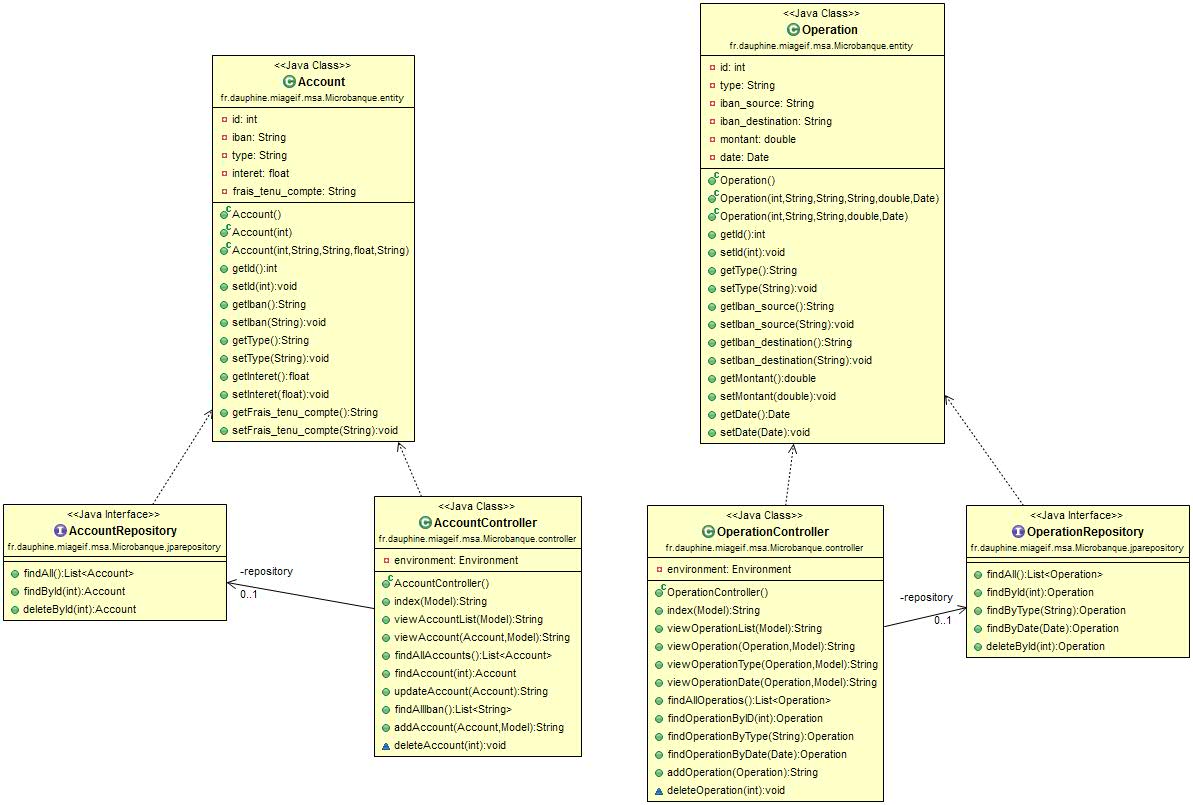 <<Java Class>>
Account
fr.dauphine.miageif.msa.Microbanque.entity
id: int
iban: String
type: String
interet: float
frais_tenu_compte: String
Account()
Account(int)
Account(int,String,String,float,String)
getId():int
setId(int):void
getIban():String
setIban(String):void
getType():String
setType(String):void
getInteret():float
setInteret(float):void
getFrais_tenu_compte():String
setFrais_tenu_compte(String):void
<<Java Class>>
Operation
fr.dauphine.miageif.msa.Microbanque.entity
id: int
type: String
iban_source: String
iban_destination: String
montant: double
date: Date
Operation()
Operation(int,String,String,String,double,Date)
Operation(int,String,String,double,Date)
getId():int
setId(int):void
getType():String
setType(String):void
getIban_source():String
setIban_source(String):void
getIban_destination():String
setIban_destination(String):void
getMontant():double
setMontant(double):void
getDate():Date
setDate(Date):void
<<Java Interface>>
AccountRepository
fr.dauphine.miageif.msa.Microbanque.jparepository
findAll():List<Account>
findById(int):Account
deleteById(int):Account
-repository
0..1
<<Java Class>>
AccountController
fr.dauphine.miageif.msa.Microbanque.controller
environment: Environment
AccountController()
index(Model):String
viewAccountList(Model):String
viewAccount(Account,Model):String
findAllAccounts():List<Account>
findAccount(int):Account
updateAccount(Account):String
findAllIban():List<String>
addAccount(Account,Model):String
deleteAccount(int):void
<<Java Class>>
OperationController
fr.dauphine.miageif.msa.Microbanque.controller
environment: Environment
OperationController()
index(Model):String
viewOperationList(Model):String
viewOperation(Operation,Model):String
viewOperationType(Operation,Model):String
viewOperationDate(Operation,Model):String
findAllOperatios():List<Operation>
findOperationByID(int):Operation
findOperationByType(String):Operation
findOperationByDate(Date):Operation
addOperation(Operation):String
deleteOperation(int):void
-repository
0..1
<<Java Interface>>
OperationRepository
fr.dauphine.miageif.msa.Microbanque.jparepository
findAll():List<Operation>
findById(int):Operation
findByType(String):Operation
findByDate(Date):Operation
deleteById(int):Operation